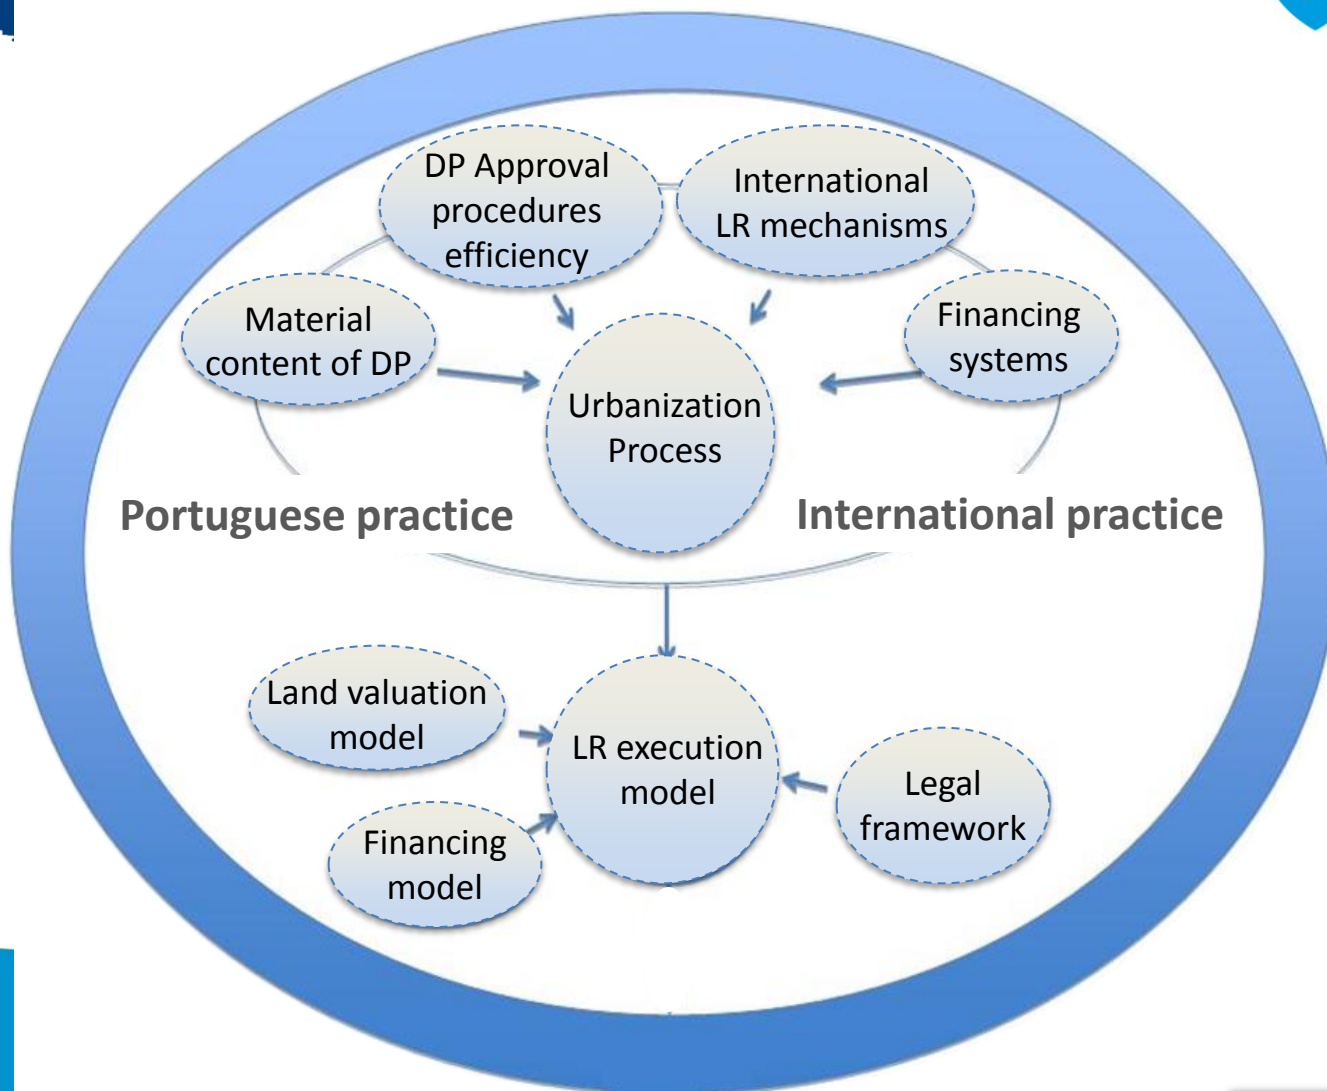 DP Approval
procedures
efficiency
International
LR mechanisms
Material
content of DP
Financing
systems
Urbanization
Process
Portuguese practice
International practice
Land valuation
model
LR execution
model
Legal
framework
Financing
model